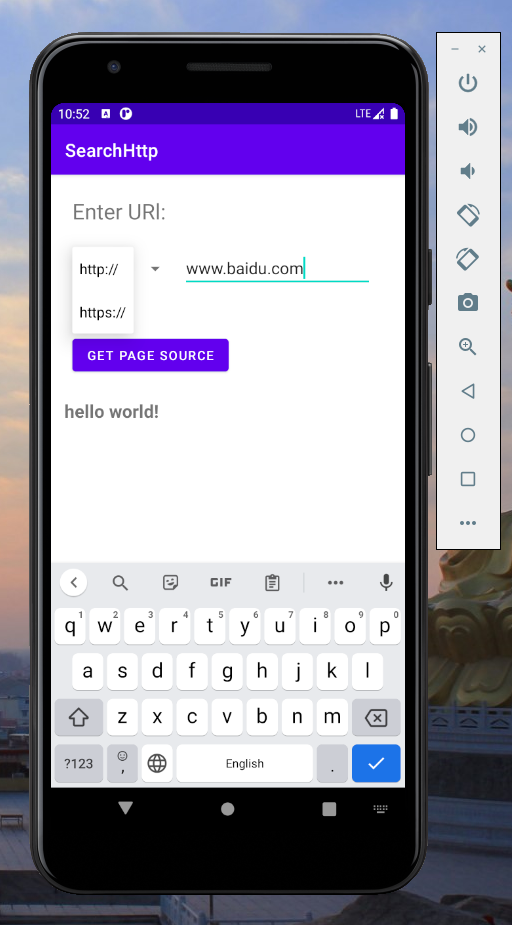 10:52 LTE
SearchHttp
Enter URl:
http:// www.baidu.com
https://
GET PAGE SOURCE
hello world!
GIF
q1 w2 e3 r4 t5 y6 u7 i8 o9 p0
a s d f g h j k l
z x c v b n m
?123 , English .